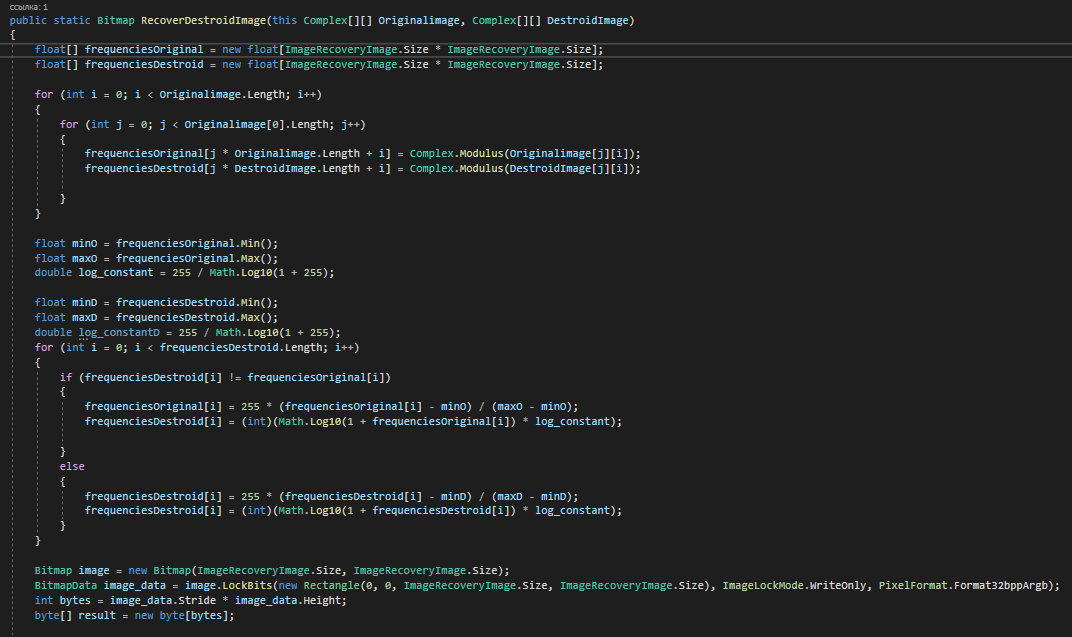 ссылка: 1
public static Bitmap RecoverDestroidImage(this Complex[][] Originalimage, Complex[][] DestroidImage)
{
    float[] frequenciesOriginal = new float[ImageRecoveryImage.Size * ImageRecoveryImage.Size];
    float[] frequenciesDestroid = new float[ImageRecoveryImage.Size * ImageRecoveryImage.Size];

    for (int i = 0; i < Originalimage.Length; i++)
    {
        for (int j = 0; j < Originalimage[0].Length; j++)
        {
            frequenciesOriginal[j * Originalimage.Length + i] = Complex.Modulus(Originalimage[j][i]);
            frequenciesDestroid[j * DestroidImage.Length + i] = Complex.Modulus(DestroidImage[j][i]);

        }
    }

    float minO = frequenciesOriginal.Min();
    float maxO = frequenciesOriginal.Max();
    double log_constant = 255 / Math.Log10(1 + 255);

    float minD = frequenciesDestroid.Min();
    float maxD = frequenciesDestroid.Max();
    double log_constantD = 255 / Math.Log10(1 + 255);
    for (int i = 0; i < frequenciesDestroid.Length; i++)
    {
        if (frequenciesDestroid[i] != frequenciesOriginal[i])
        {
            frequenciesOriginal[i] = 255 * (frequenciesOriginal[i] - minO) / (maxO - minO);
            frequenciesDestroid[i] = (int)(Math.Log10(1 + frequenciesOriginal[i]) * log_constant);

        }
        else
        {
            frequenciesDestroid[i] = 255 * (frequenciesDestroid[i] - minD) / (maxD - minD);
            frequenciesDestroid[i] = (int)(Math.Log10(1 + frequenciesDestroid[i]) * log_constant);
        }
    }

    Bitmap image = new Bitmap(ImageRecoveryImage.Size, ImageRecoveryImage.Size);
    BitmapData image_data = image.LockBits(new Rectangle(0, 0, ImageRecoveryImage.Size, ImageRecoveryImage.Size), ImageLockMode.WriteOnly, PixelFormat.Format32bppArgb);
    int bytes = image_data.Stride * image_data.Height;
    byte[] result = new byte[bytes];